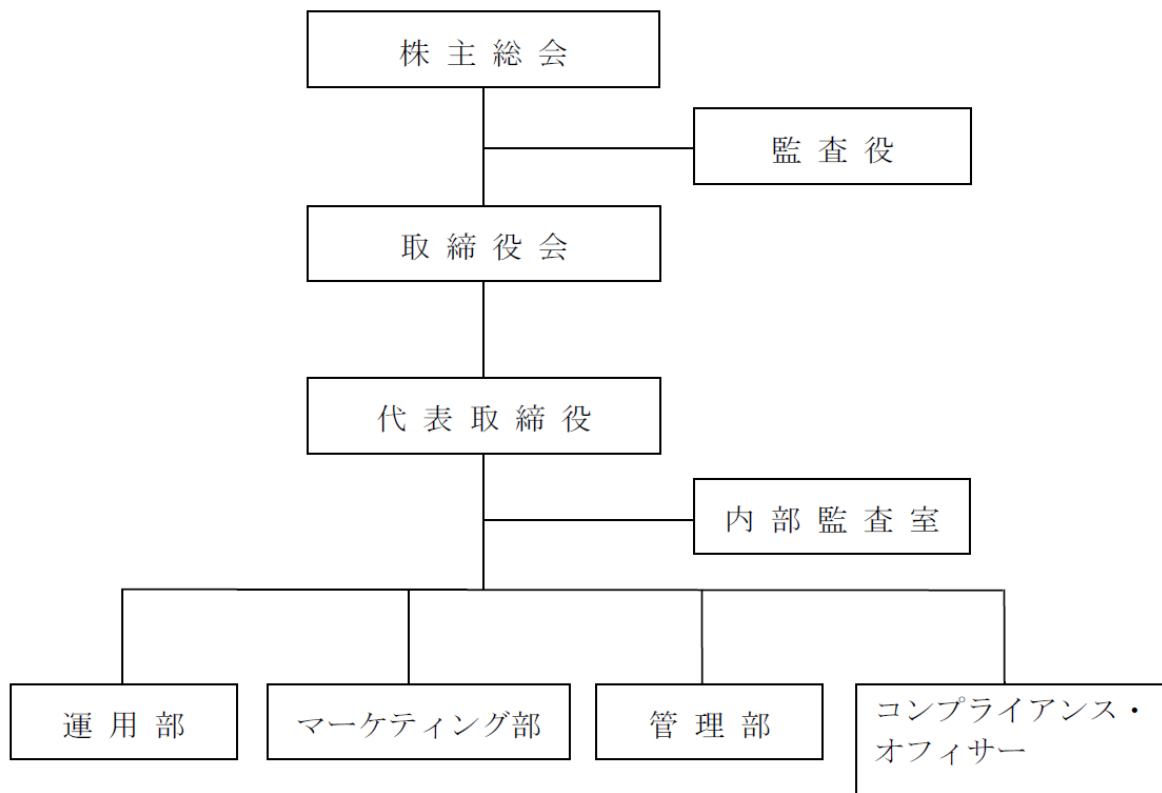 株主総会
監査役
取締役会
代表取締役
内部監査室
運用部
マーケティング部
管理部
コンプライアンス・
オフィサー